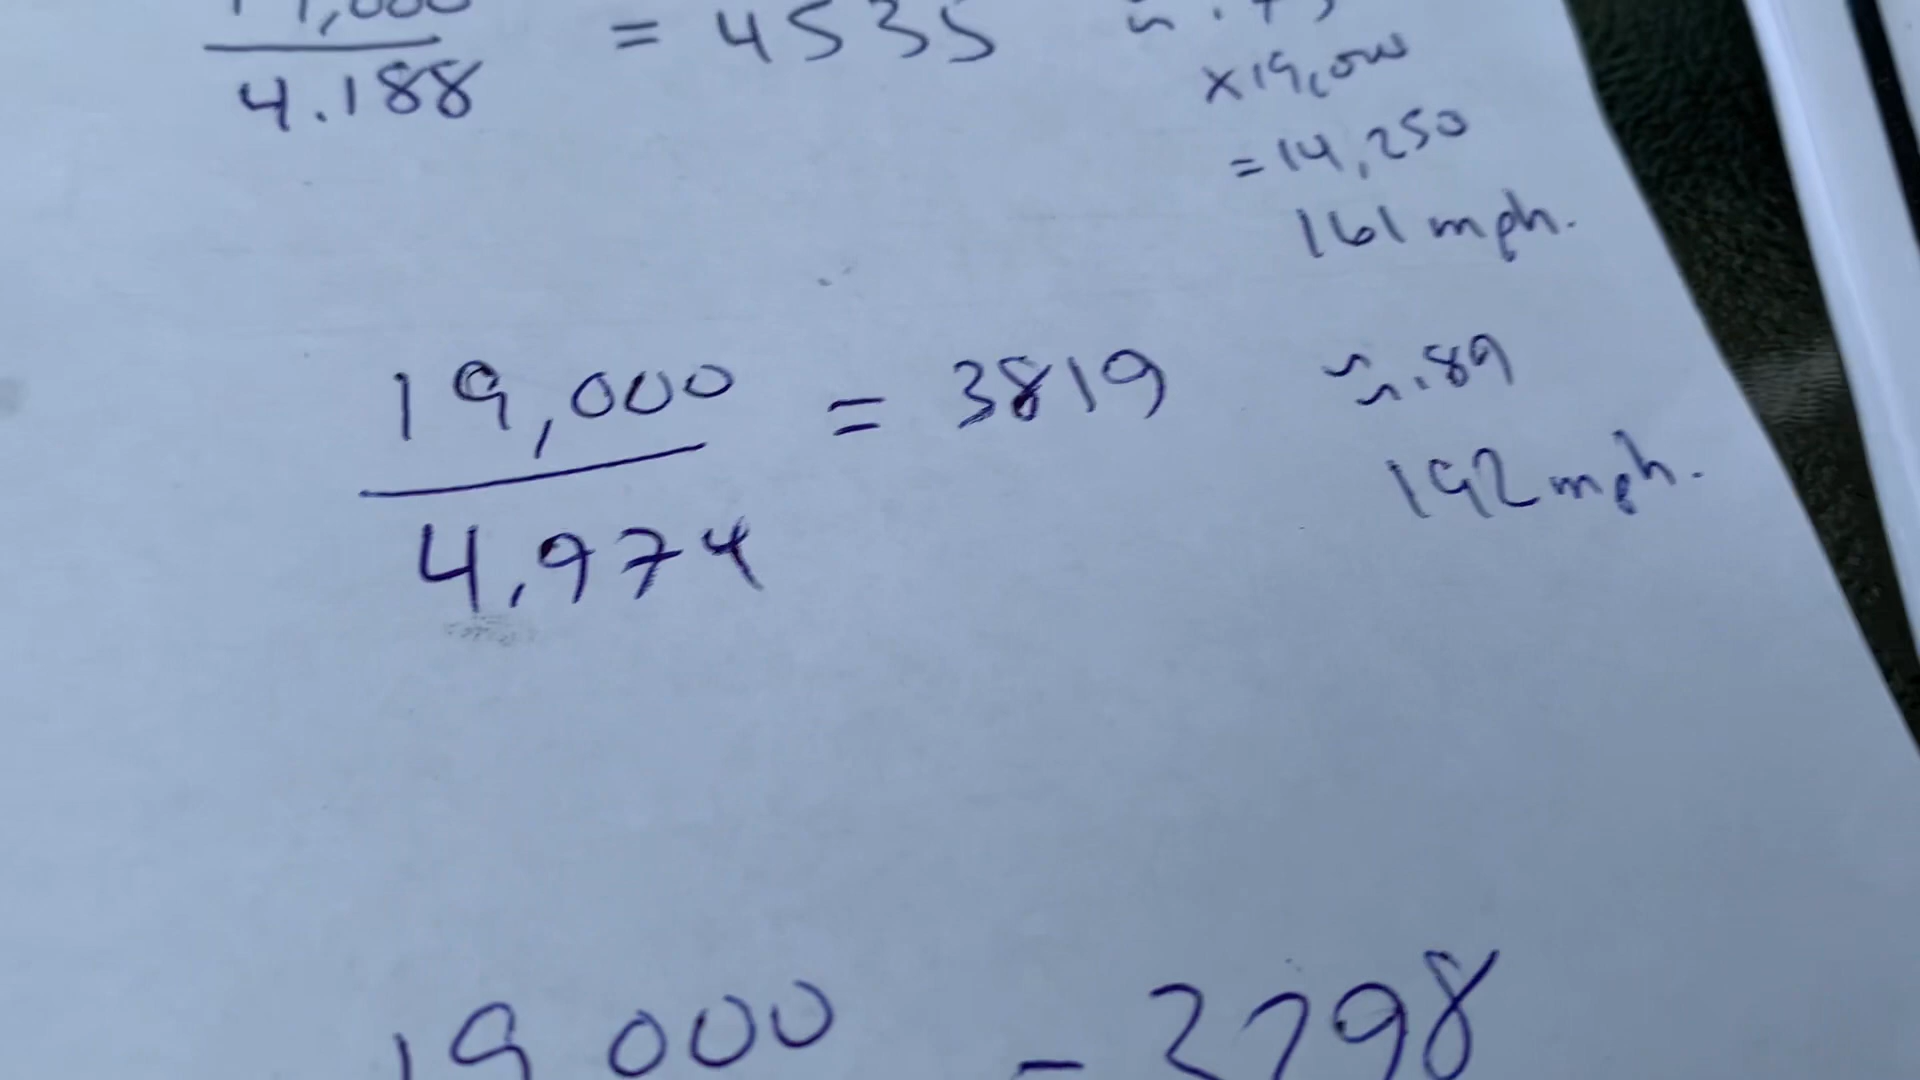 = 4535
4.188
x19,000
= 14,250
161 mph.
19,000 = 3819 ≈ .89
4.974
192 mph.
19 000